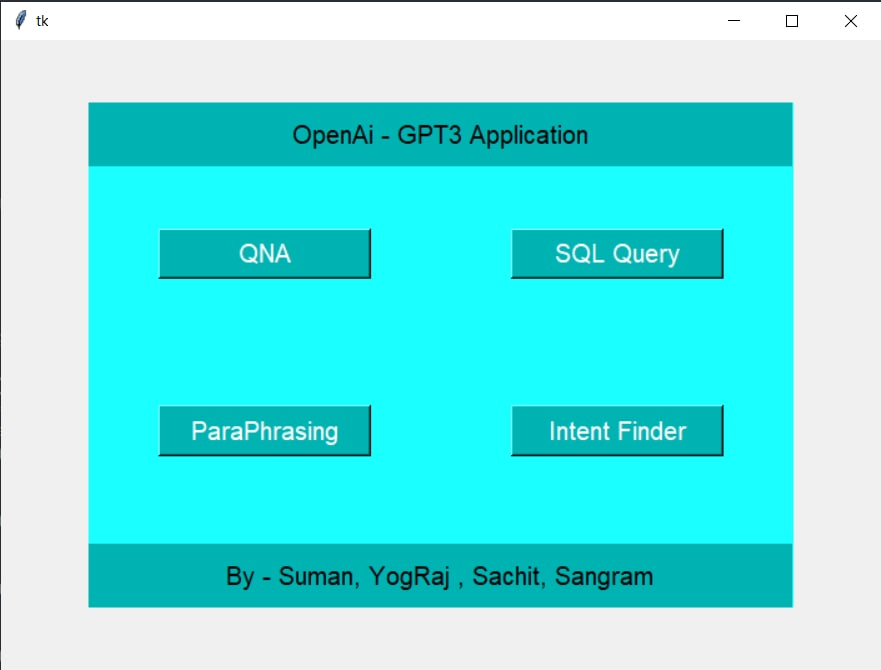 tk
OpenAi - GPT3 Application
QNA
SQL Query
ParaPhrasing
Intent Finder
By - Suman, YogRaj , Sachit, Sangram